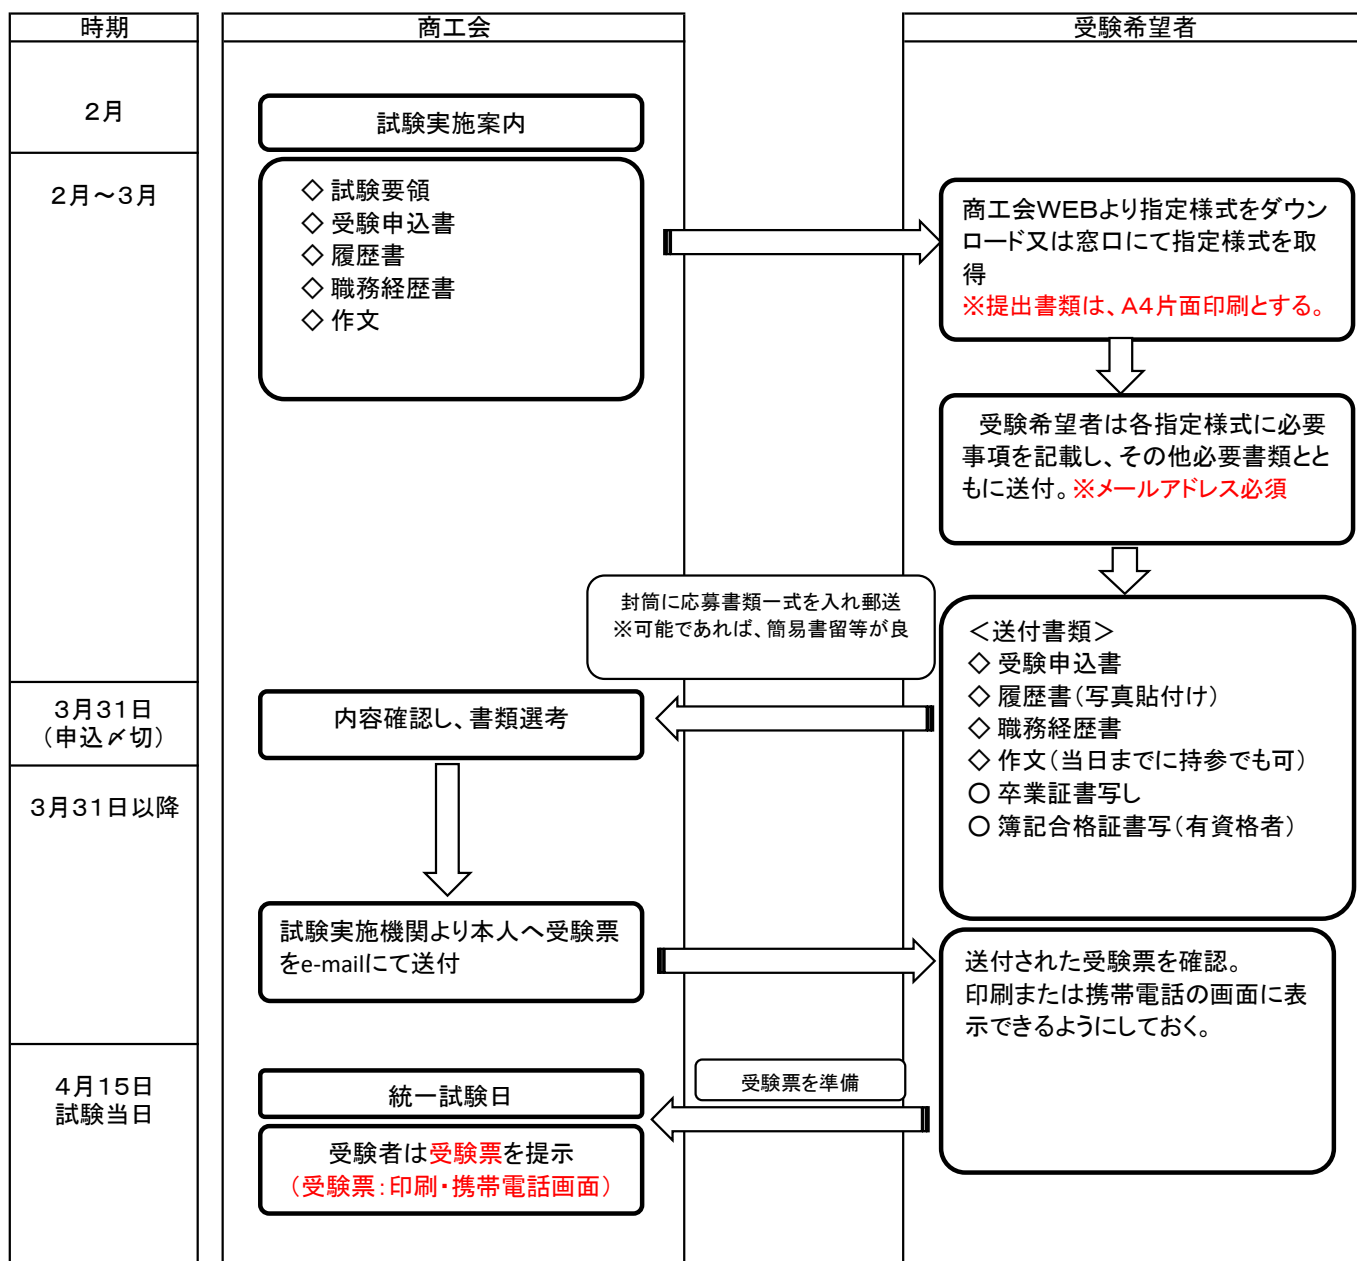 時期
商工会
受験希望者
2月
試験実施案内
2月～3月
◇ 試験要領
◇ 受験申込書
◇ 履歴書
◇ 職務経歴書
◇ 作文
商工会WEBより指定様式をダウン
ロード又は窓口にて指定様式を取
得
※提出書類は、A4片面印刷とする。
受験希望者は各指定様式に必要
事項を記載し、その他必要書類とと
もに送付。※メールアドレス必須
封筒に応募書類一式を入れ郵送
※可能であれば、簡易書留等が良
＜送付書類＞
◇ 受験申込書
◇ 履歴書（写真貼付け）
◇ 職務経歴書
◇ 作文（当日までに持参でも可）
○ 卒業証書写し
○ 簿記合格証書写（有資格者）
3月31日
（申込〆切）
内容確認し、書類選考
3月31日以降
試験実施機関より本人へ受験票
をe-mailにて送付
送付された受験票を確認。
印刷または携帯電話の画面に表
示できるようにしておく。
4月15日
試験当日
統一試験日
受験票を準備
受験者は受験票を提示
（受験票：印刷・携帯電話画面）